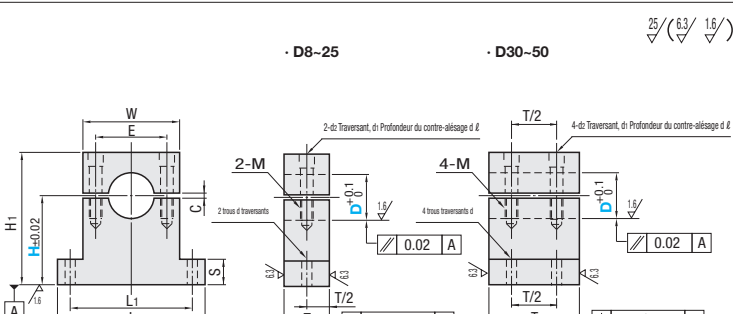 25/(6.3/ 1.6/)
· D8~25
· D30~50
W
E
T/2
2-d2 Traversant, d1 Profondeur du contre-alésage d ℓ
4-d2 Traversant, d1 Profondeur du contre-alésage d ℓ
2-M
4-M
D+0.1 0
1.6
D+0.1 0
1.6
H1
H±0.02
C
2 trous d traversants
4 trous traversants d
// 0.02 A
// 0.02 A
S
6.3
6.3
6.3
6.3
A
1.6
L1
T/2
T/2